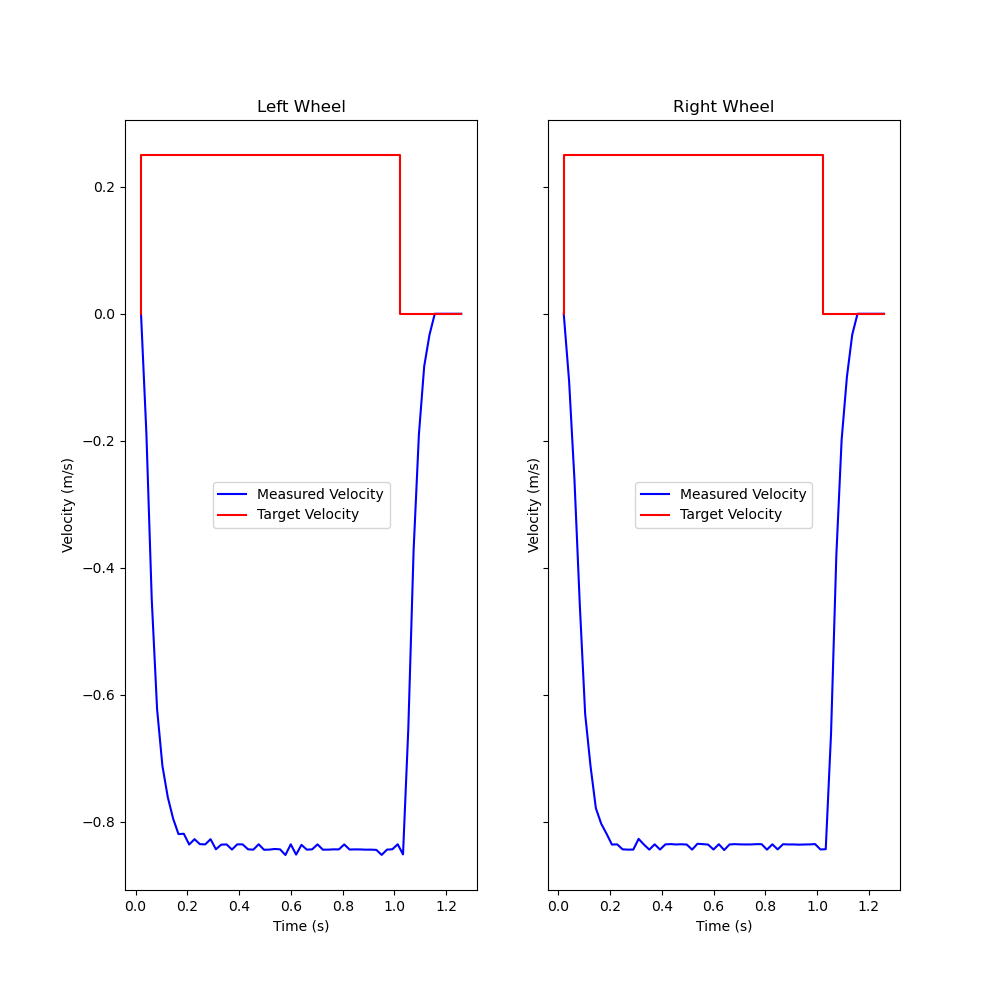 Left Wheel
0.2
0.0
−0.2
−0.4
−0.6
−0.8
Velocity (m/s)
Measured Velocity
Target Velocity
0.0 0.2 0.4 0.6 0.8 1.0 1.2
Time (s)
Right Wheel
Velocity (m/s)
Measured Velocity
Target Velocity
0.0 0.2 0.4 0.6 0.8 1.0 1.2
Time (s)